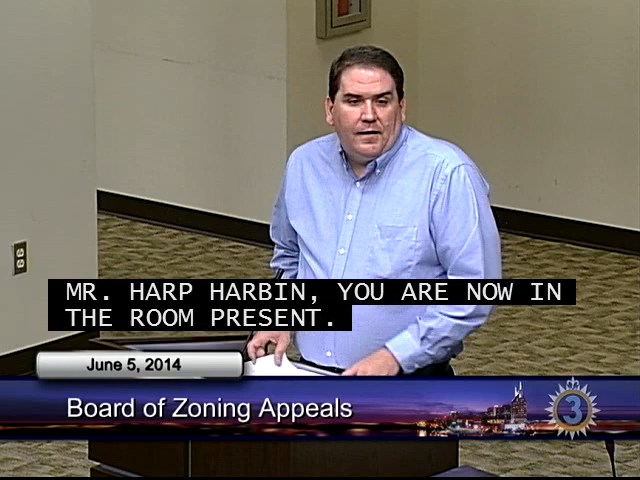 MR. HARP HARBIN, YOU ARE NOW IN
THE ROOM PRESENT.
June 5, 2014
Board of Zoning Appeals
3